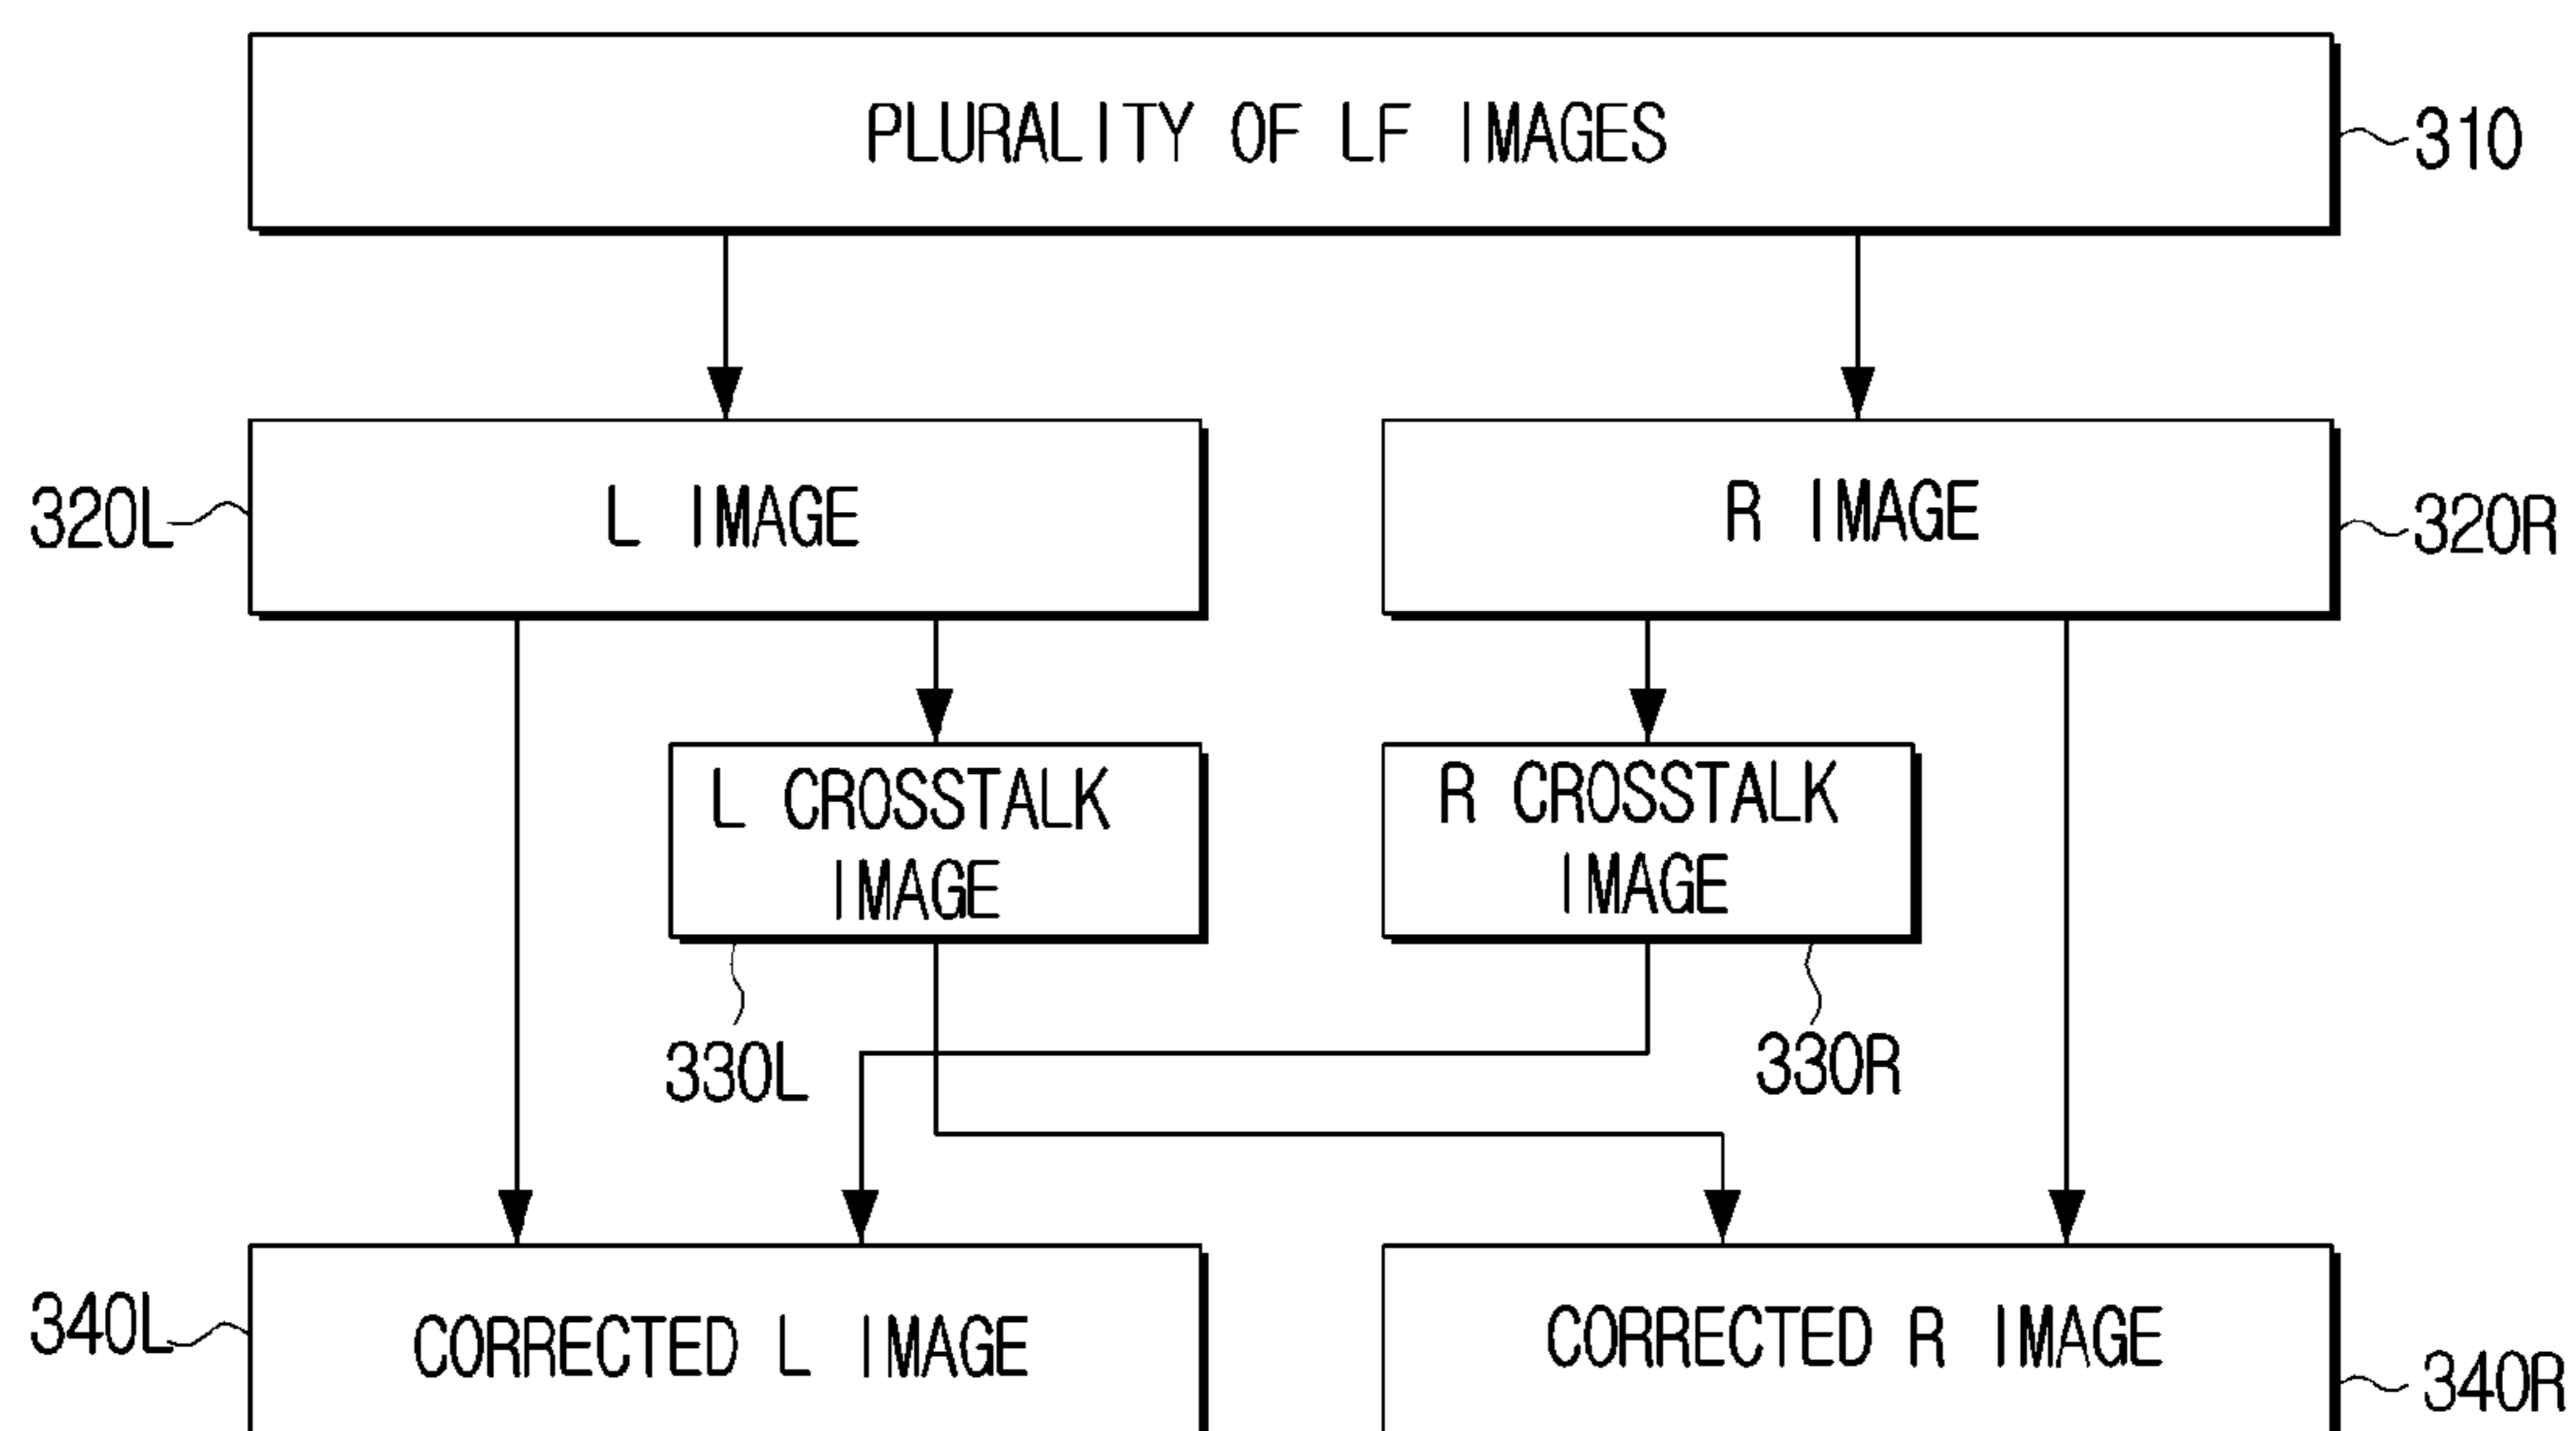 PLURALITY OF LF IMAGES
310
320L
L IMAGE
R IMAGE
320R
L CROSSTALK
IMAGE
R CROSSTALK
IMAGE
330L
330R
340L
CORRECTED L IMAGE
CORRECTED R IMAGE
340R